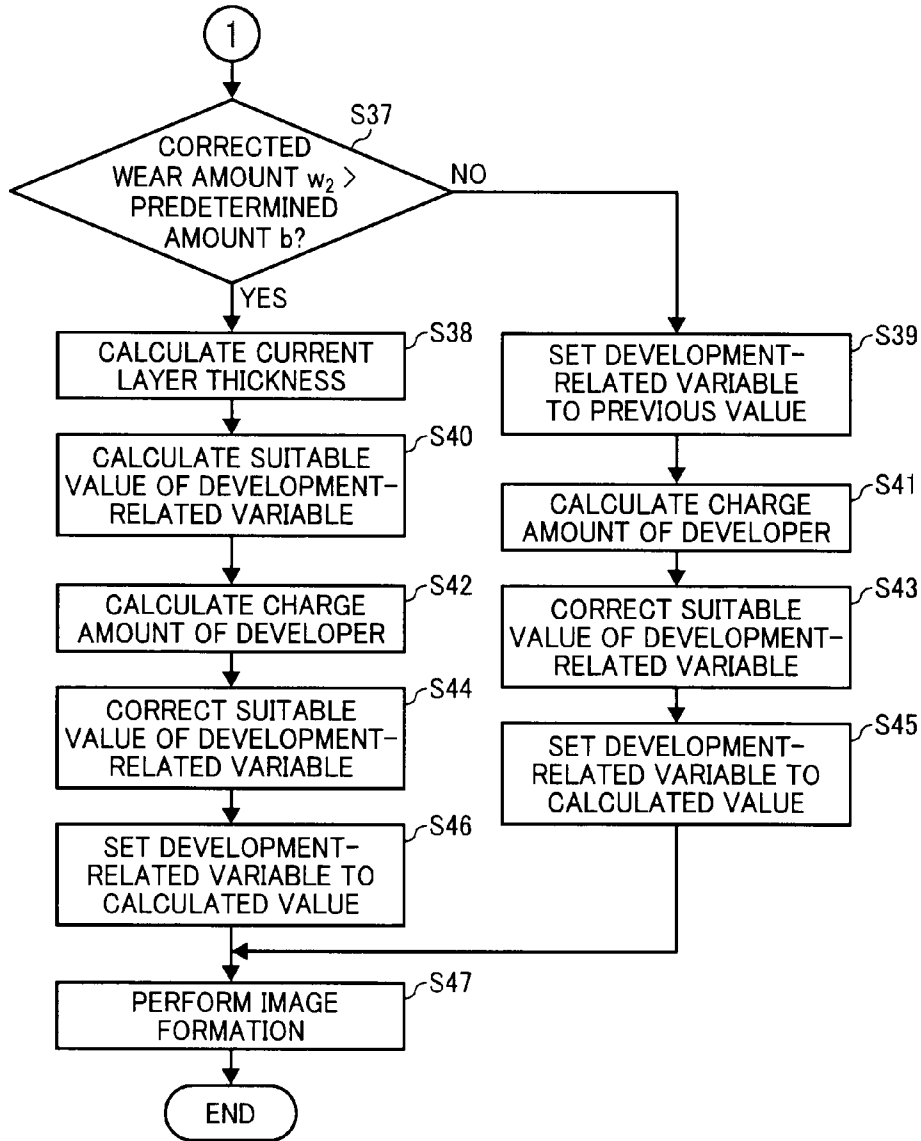 1
S37
CORRECTED
WEAR AMOUNT w₂ >
PREDETERMINED
AMOUNT b?
NO
YES
S38
CALCULATE CURRENT
LAYER THICKNESS
S39
SET DEVELOPMENT-
RELATED VARIABLE
TO PREVIOUS VALUE
S40
CALCULATE SUITABLE
VALUE OF DEVELOPMENT-
RELATED VARIABLE
S41
CALCULATE CHARGE
AMOUNT OF DEVELOPER
S42
CALCULATE CHARGE
AMOUNT OF DEVELOPER
S43
CORRECT SUITABLE
VALUE OF DEVELOPMENT-
RELATED VARIABLE
S44
CORRECT SUITABLE
VALUE OF DEVELOPMENT-
RELATED VARIABLE
S45
SET DEVELOPMENT-
RELATED VARIABLE TO
CALCULATED VALUE
S46
SET DEVELOPMENT-
RELATED VARIABLE TO
CALCULATED VALUE
S47
PERFORM IMAGE
FORMATION
END